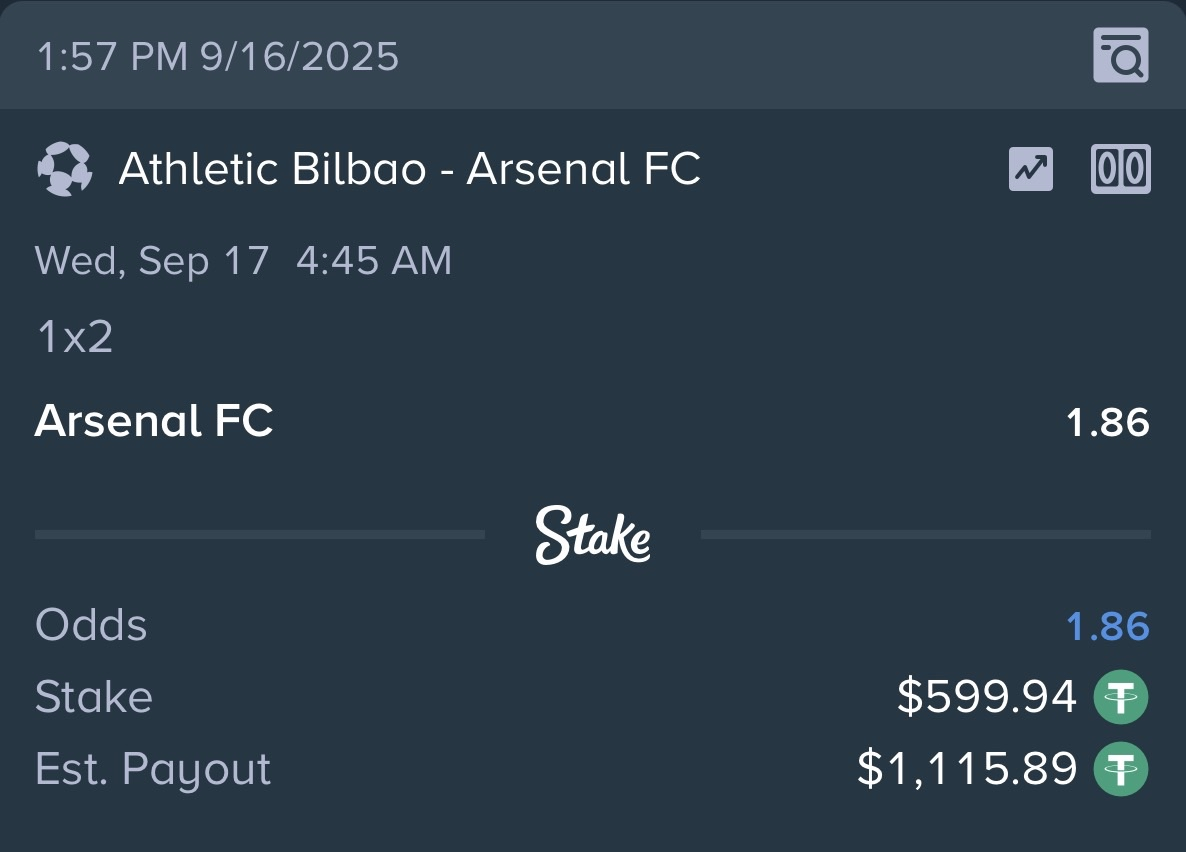 1:57 PM 9/16/2025
Athletic Bilbao - Arsenal FC
Wed, Sep 17 4:45 AM
1x2
Arsenal FC 1.86
Stake
Odds 1.86
Stake $599.94
Est. Payout $1,115.89